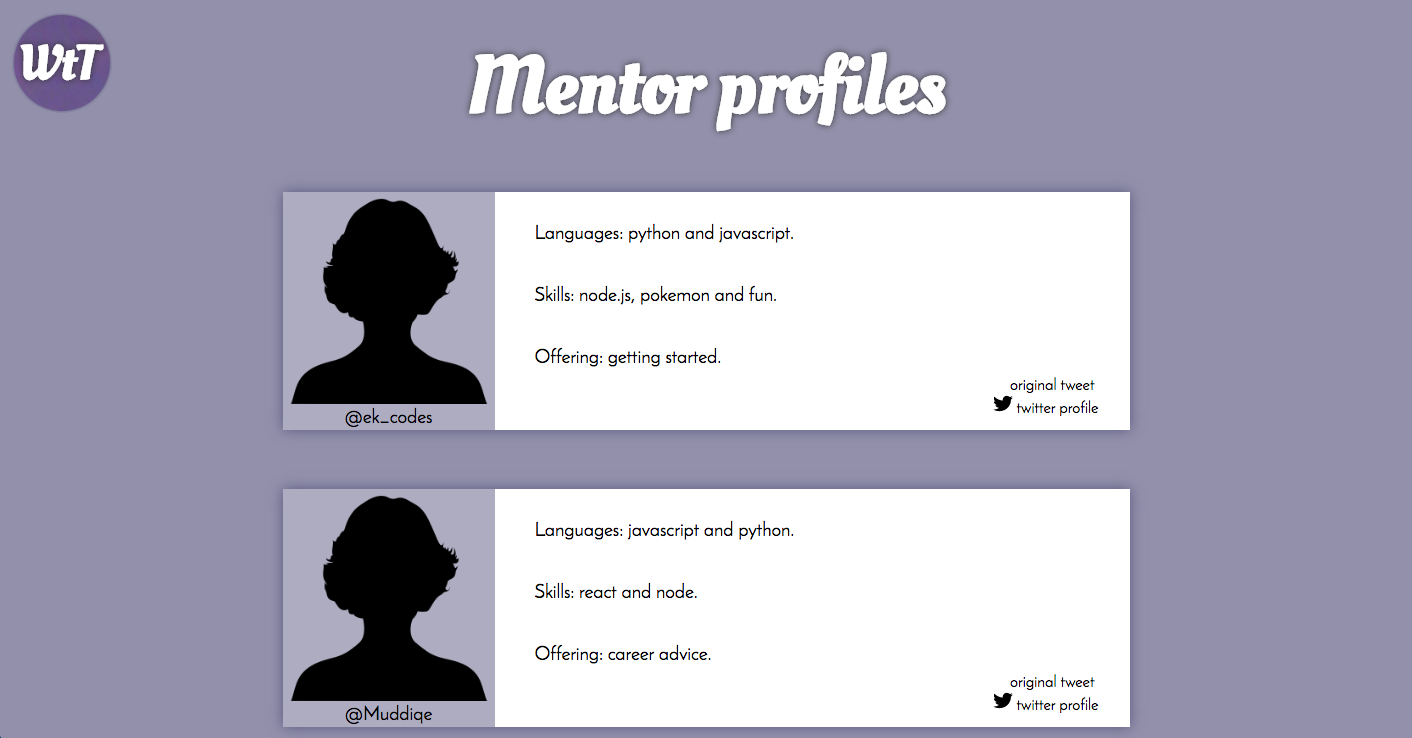 WtT
Mentor profiles
Languages: python and javascript.
Skills: node.js, pokemon and fun.
Offering: getting started.
original tweet
twitter profile
@ek_codes
Languages: javascript and python.
Skills: react and node.
Offering: career advice.
original tweet
twitter profile
@Muddiqe